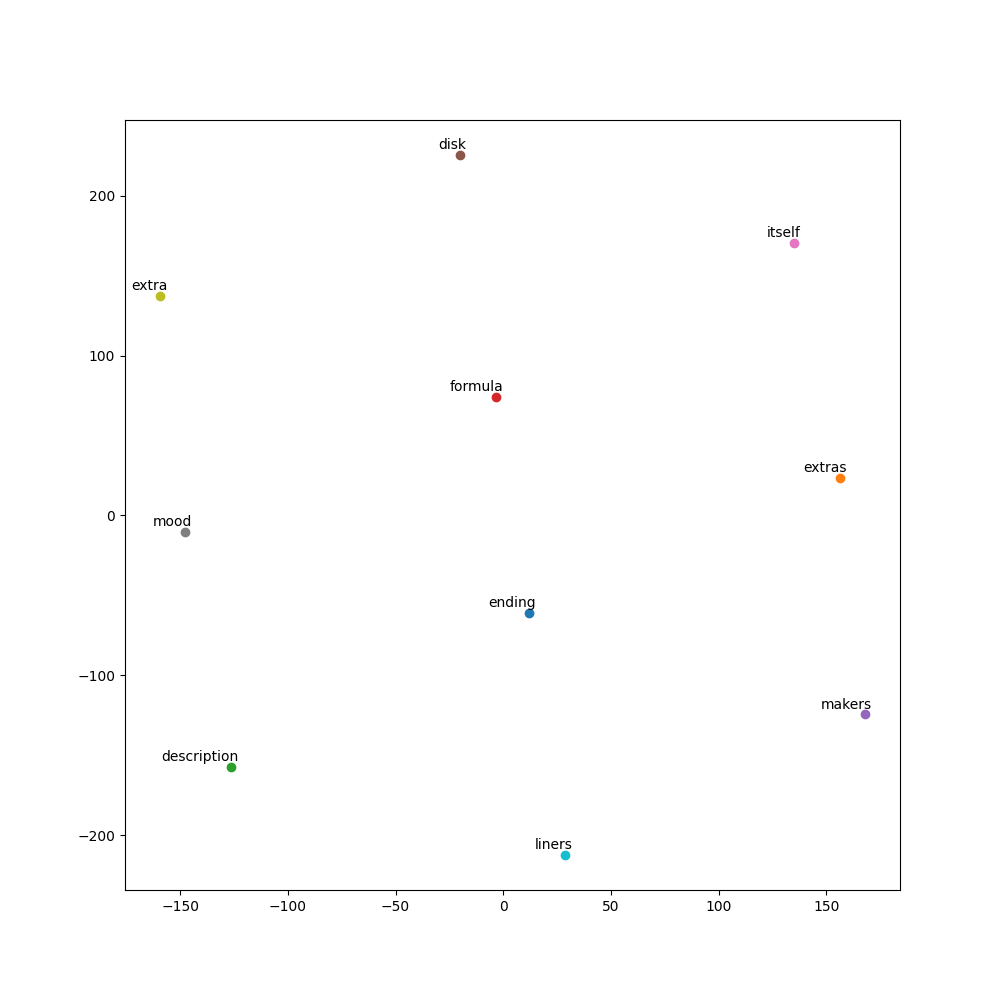 disk
200
itself
extra
100
formula
extras
0
mood
ending
−100
makers
description
−200
liners
−150
−100
−50
0
50
100
150